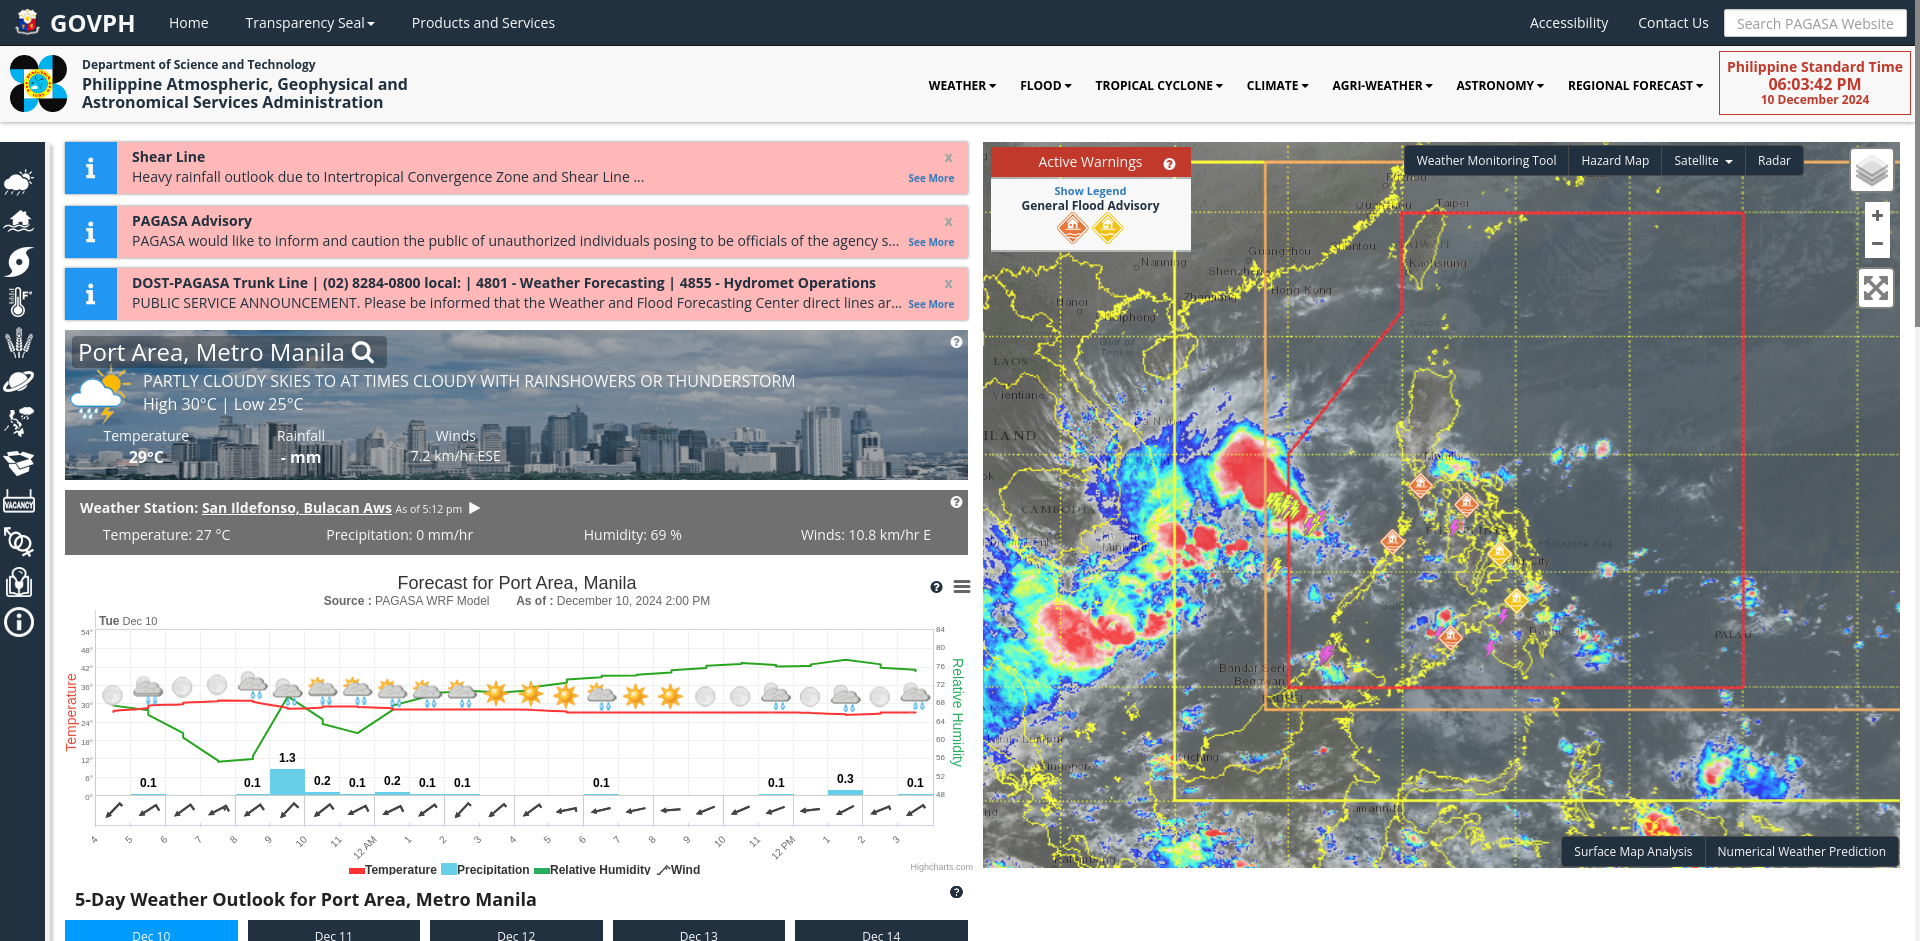 GOVPH
Home
Transparency Seal
Products and Services
Accessibility
Contact Us
Search PAGASA Website
Department of Science and Technology
Philippine Atmospheric, Geophysical and
Astronomical Services Administration
WEATHER
FLOOD
TROPICAL CYCLONE
CLIMATE
AGRI-WEATHER
ASTRONOMY
REGIONAL FORECAST
Philippine Standard Time
06:03:42 PM
10 December 2024
Shear Line
x
Heavy rainfall outlook due to Intertropical Convergence Zone and Shear Line ...
See More
PAGASA Advisory
x
PAGASA would like to inform and caution the public of unauthorized individuals posing to be officials of the agency s...
See More
DOST-PAGASA Trunk Line | (02) 8284-0800 local: | 4801 - Weather Forecasting | 4855 - Hydromet Operations
x
PUBLIC SERVICE ANNOUNCEMENT. Please be informed that the Weather and Flood Forecasting Center direct lines ar...
See More
Port Area, Metro Manila
PARTLY CLOUDY SKIES TO AT TIMES CLOUDY WITH RAINSHOWERS OR THUNDERSTORM
High 30°C | Low 25°C
Temperature
Rainfall
Winds
29°C
- mm
7.2 km/hr ESE
Weather Station: San Ildefonso, Bulacan Aws As of 5:12 pm
Temperature: 27 °C
Precipitation: 0 mm/hr
Humidity: 69 %
Winds: 10.8 km/hr E
Forecast for Port Area, Manila
Source : PAGASA WRF Model As of : December 10, 2024 2:00 PM
Tue Dec 10
Temperature
54°
48°
42°
36°
30°
24°
18°
12°
6°
0°
Relative Humidity
84
80
76
72
68
64
60
56
52
48
0.1
0.1
1.3
0.2
0.1
0.2
0.1
0.1
0.1
0.1
0.3
0.1
4
5
6
7
8
9
10
11
12 AM
1
2
3
4
5
6
7
8
9
10
11
12 PM
1
2
3
Temperature
Precipitation
Relative Humidity
Wind
Highcharts.com
5-Day Weather Outlook for Port Area, Metro Manila
Dec 10
Dec 11
Dec 12
Dec 13
Dec 14
Active Warnings
Show Legend
General Flood Advisory
Weather Monitoring Tool
Hazard Map
Satellite
Radar
+
−
Taipei
Guangzhou
Nanning
Hong Kong
Kaohsiung
Hanoi
LAOS
Vientiane
Philippine Sea
PALAU
Kuching
VACANCY
Surface Map Analysis
Numerical Weather Prediction